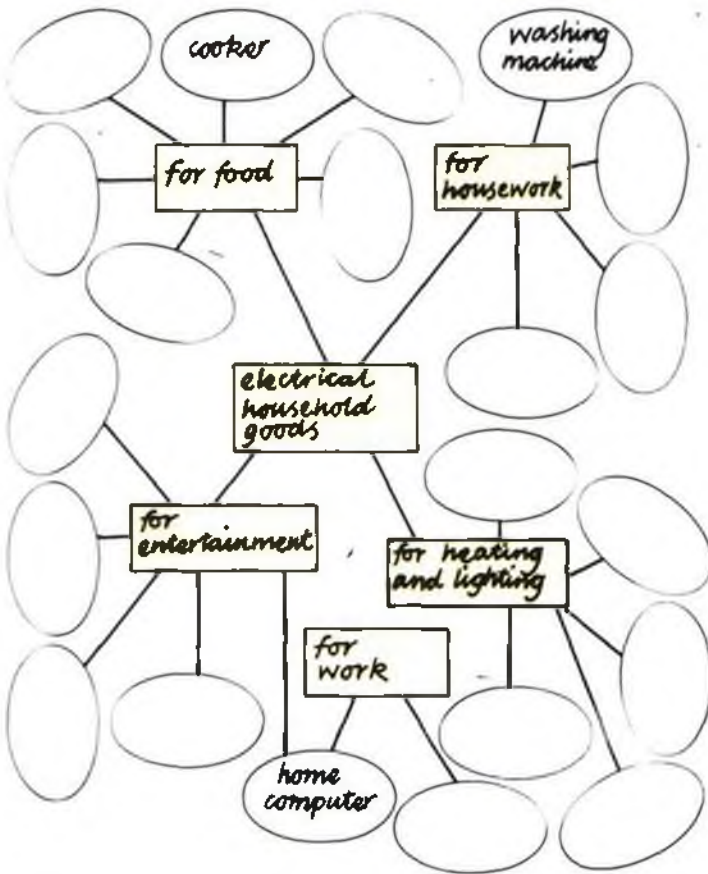 cooker
washing
machine
for food
for
housework
electrical
household
goods
for
entertainment
for heating
and lighting
for
work
home
computer